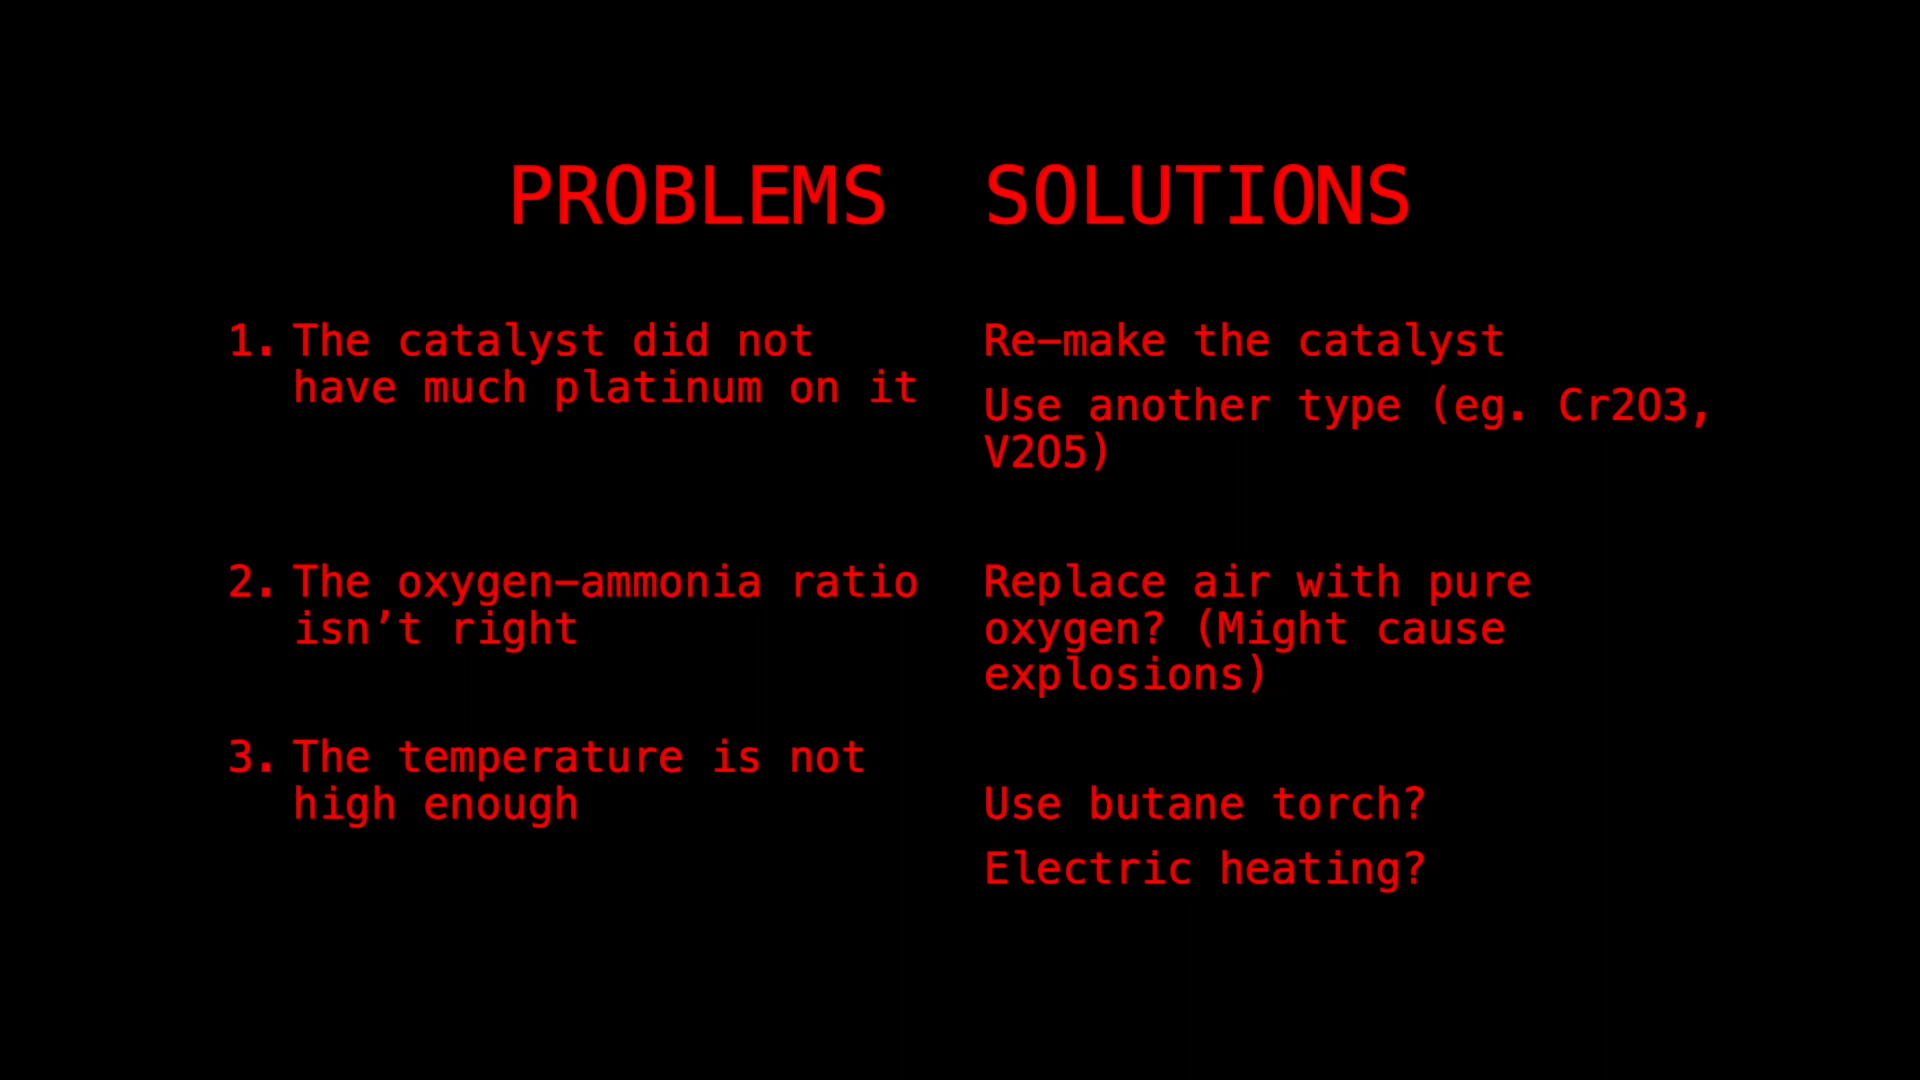 PROBLEMS SOLUTIONS
1. The catalyst did not
have much platinum on it
Re-make the catalyst
Use another type (eg. Cr2O3,
V2O5)
2. The oxygen-ammonia ratio
isn’t right
Replace air with pure
oxygen? (Might cause
explosions)
3. The temperature is not
high enough
Use butane torch?
Electric heating?